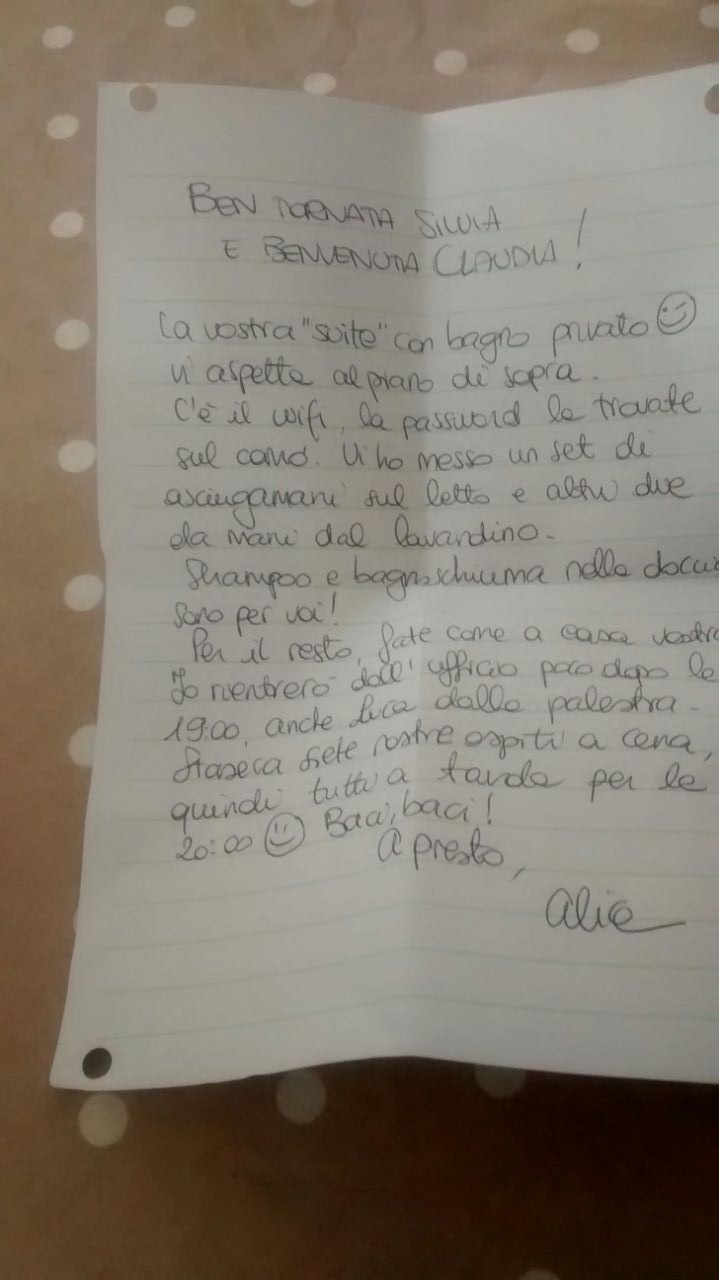 BEN TORNATA SILVIA
E BENVENUTA CLAUDIA!
La vostra "suite" con bagno privato
vi aspetta al piano di sopra.
C'è il wifi, la password la trovate
sul comò. Vi ho messo un set di
asciugamani sul letto e altri due
da mani dal lavandino.
Shampoo e bagnoschiuma nella doccia
sono per voi!
Per il resto, fate come a casa vostra
Io rientrerò dall'ufficio poco dopo le
19:00, anche Luca dalla palestra.
Stasera siete nostre ospiti a cena,
quindi tutti a tavola per le
20:00 Baci, baci!
A presto,
Alice